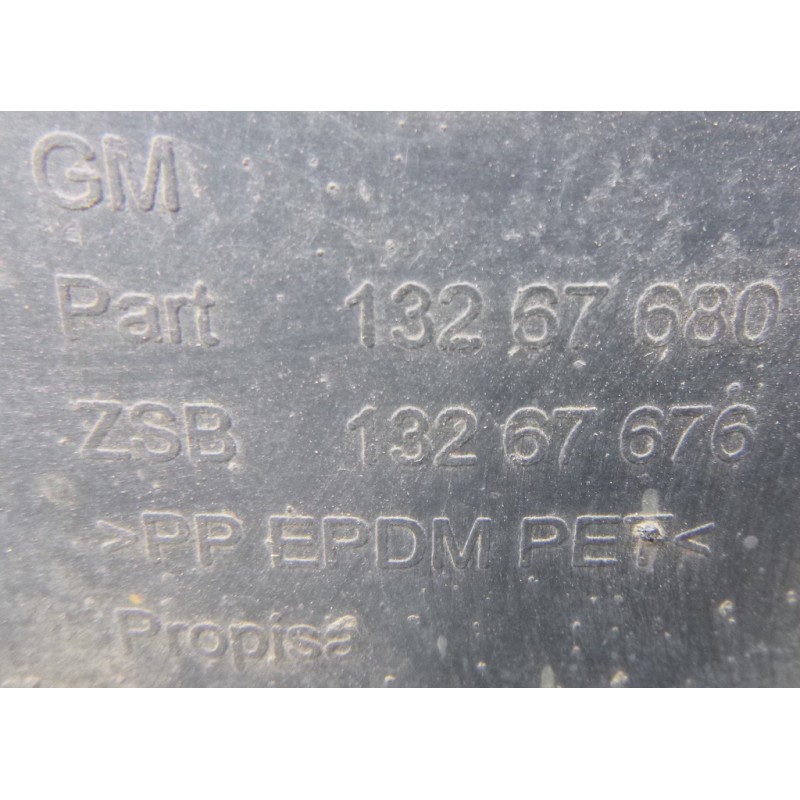 GM
Part 132 67 680
ZSB 132 67 676
>PP EPDM PET<
Propisa